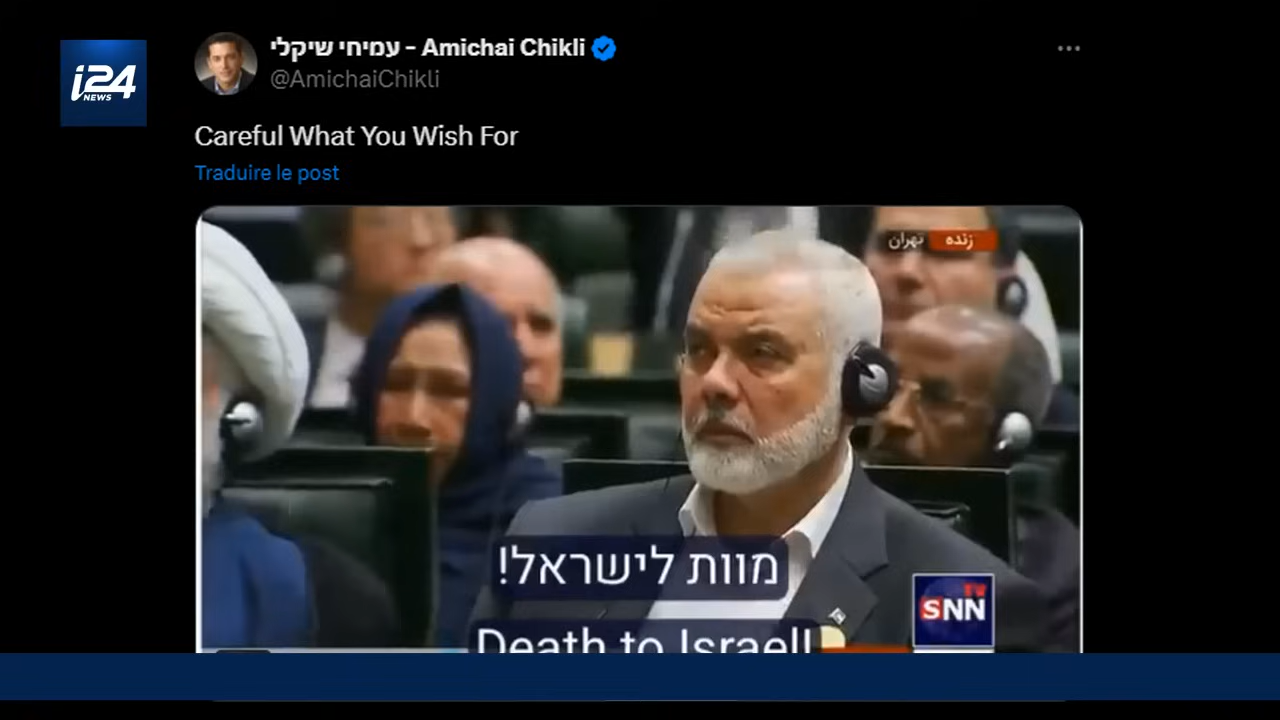 i24
NEWS
עמיחי שיקלי - Amichai Chikli
@AmichaiChikli
Careful What You Wish For
Traduire le post
زنده تهران
מוות לישראל!
Death to Israel!
SNN TV